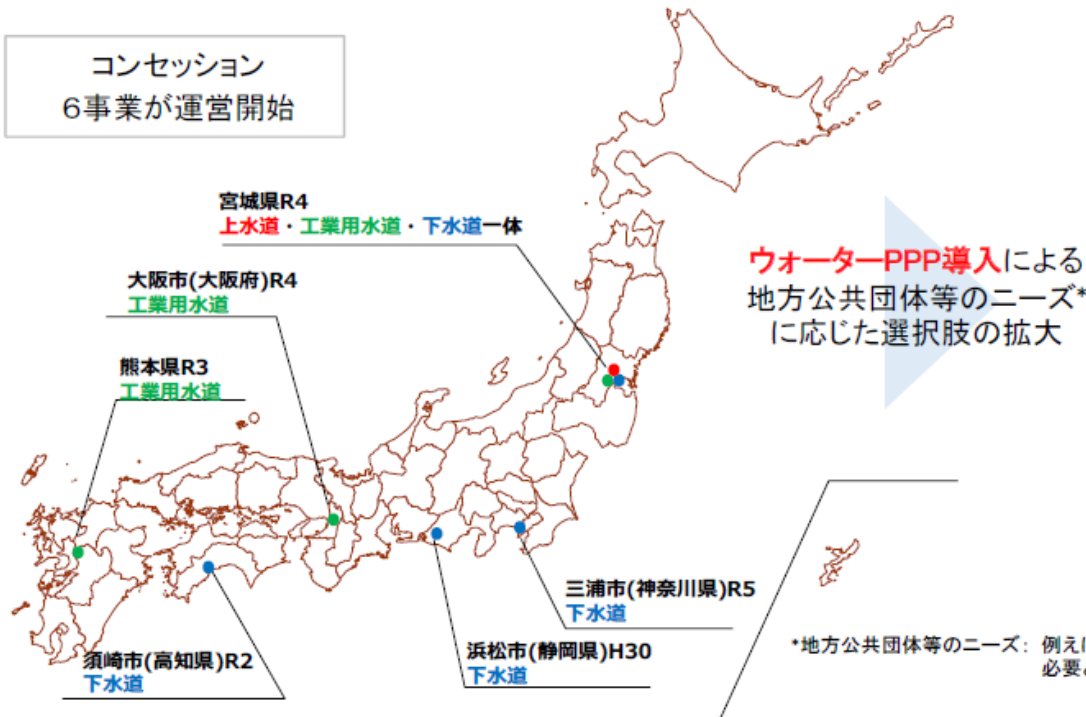 コンセッション
6事業が運営開始
宮城県R4
上水道・工業用水道・下水道一体
大阪市(大阪府)R4
工業用水道
熊本県R3
工業用水道
ウォーターPPP導入による
地方公共団体等のニーズ*
に応じた選択肢の拡大
三浦市(神奈川県)R5
下水道
浜松市(静岡県)H30
下水道
須崎市(高知県)R2
下水道
*地方公共団体等のニーズ: 例え
必要